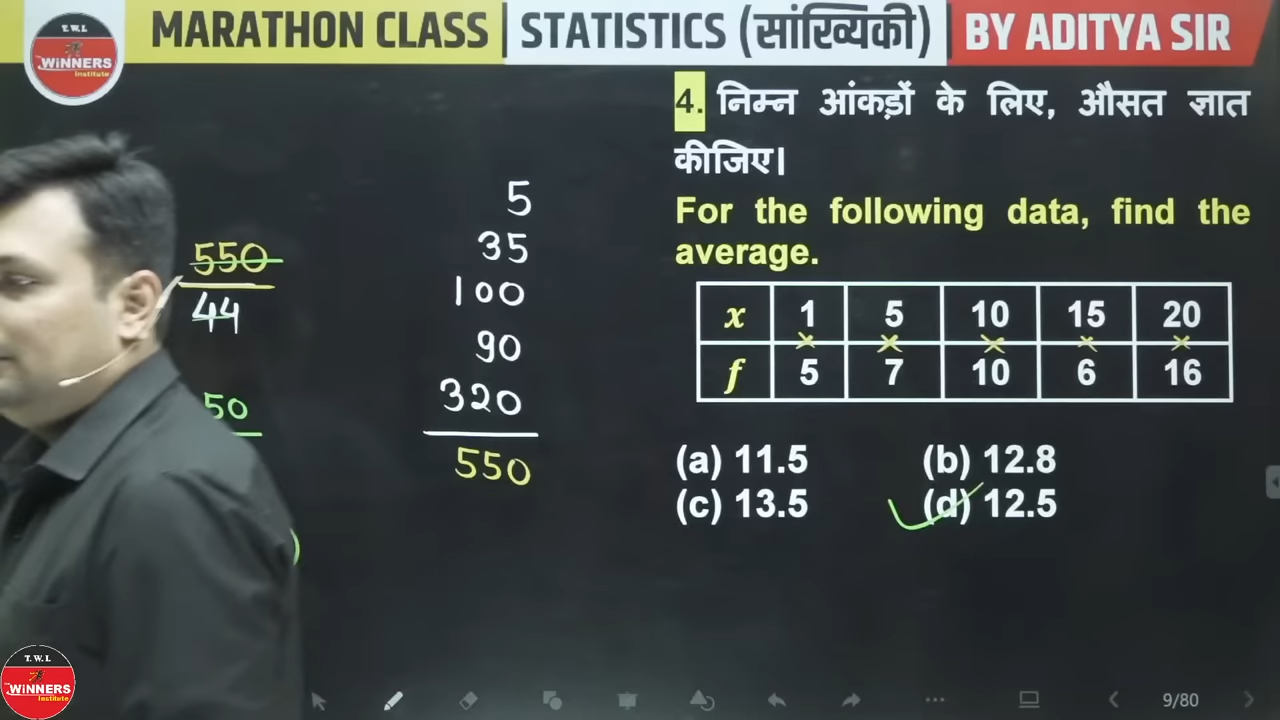 T.W.I.
WiNNERS
Institute
MARATHON CLASS
STATISTICS (सांख्यिकी)
BY ADITYA SIR
4. निम्न आंकड़ों के लिए, औसत ज्ञात
कीजिए।
For the following data, find the
average.
x 1 5 10 15 20
f 5 7 10 6 16
(a) 11.5 (b) 12.8
(c) 13.5 (d) 12.5
5
35
100
90
320
550
550
44
50
T.W.I.
WiNNERS
Institute
9/80